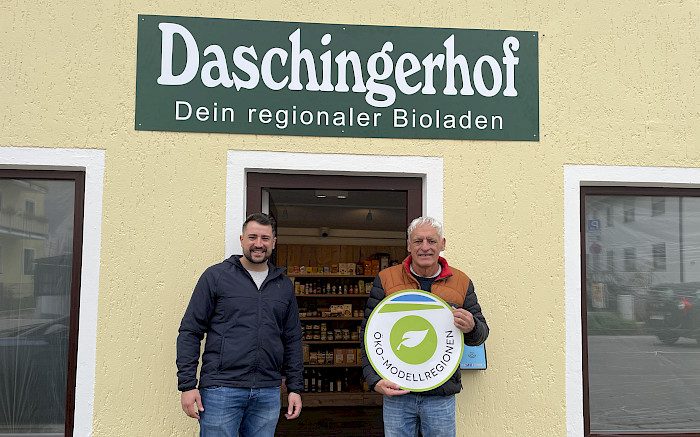 Daschingerhof
Dein regionaler Bioladen
ÖKO-MODELLREGIONEN